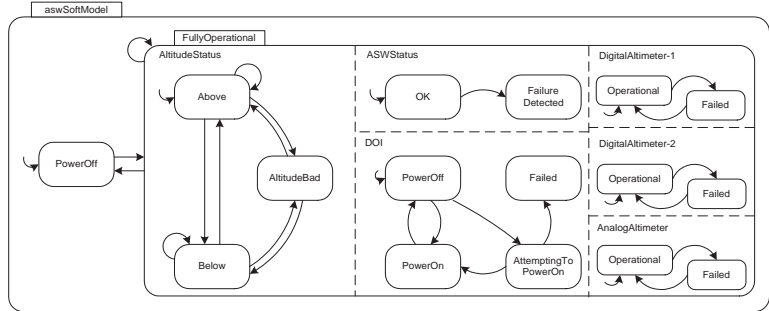 aswSoftModel
FullyOperational
AltitudeStatus
Above
AltitudeBad
Below
PowerOff
ASWStatus
OK
Failure
Detected
DOI
PowerOff
Failed
PowerOn
AttemptingTo
PowerOn
DigitalAltimeter-1
Operational
Failed
DigitalAltimeter-2
Operational
Failed
AnalogAltimeter
Operational
Failed